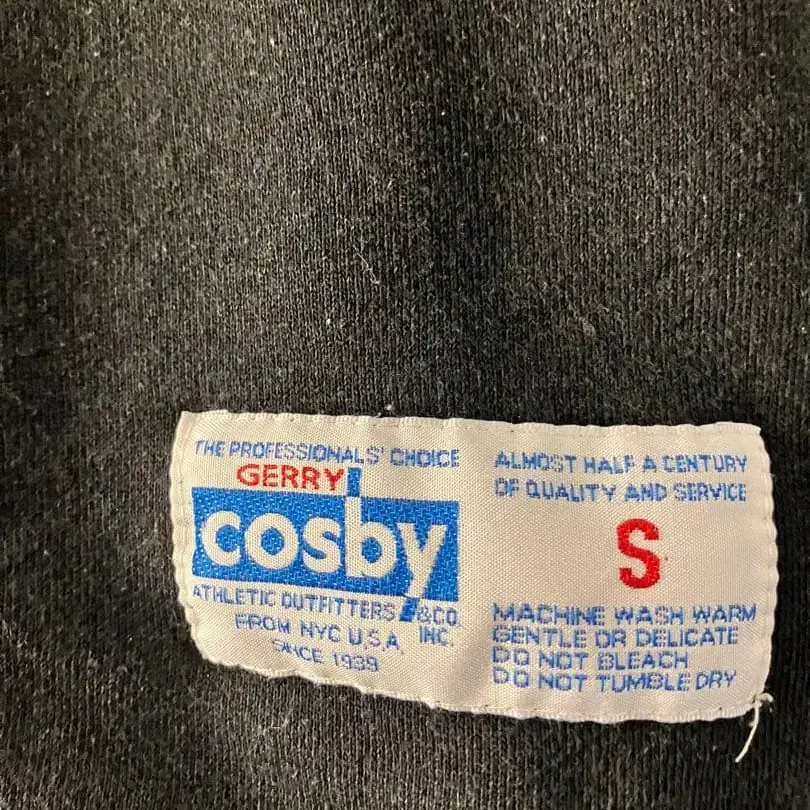 THE PROFESSIONALS' CHOICE
GERRY
cosby
ATHLETIC OUTFITTERS &CO
INC.
FROM NYC U.S.A.
SINCE 1939
ALMOST HALF A CENTURY
OF QUALITY AND SERVICE
S
MACHINE WASH WARM
GENTLE OR DELICATE
DO NOT BLEACH
DO NOT TUMBLE DRY